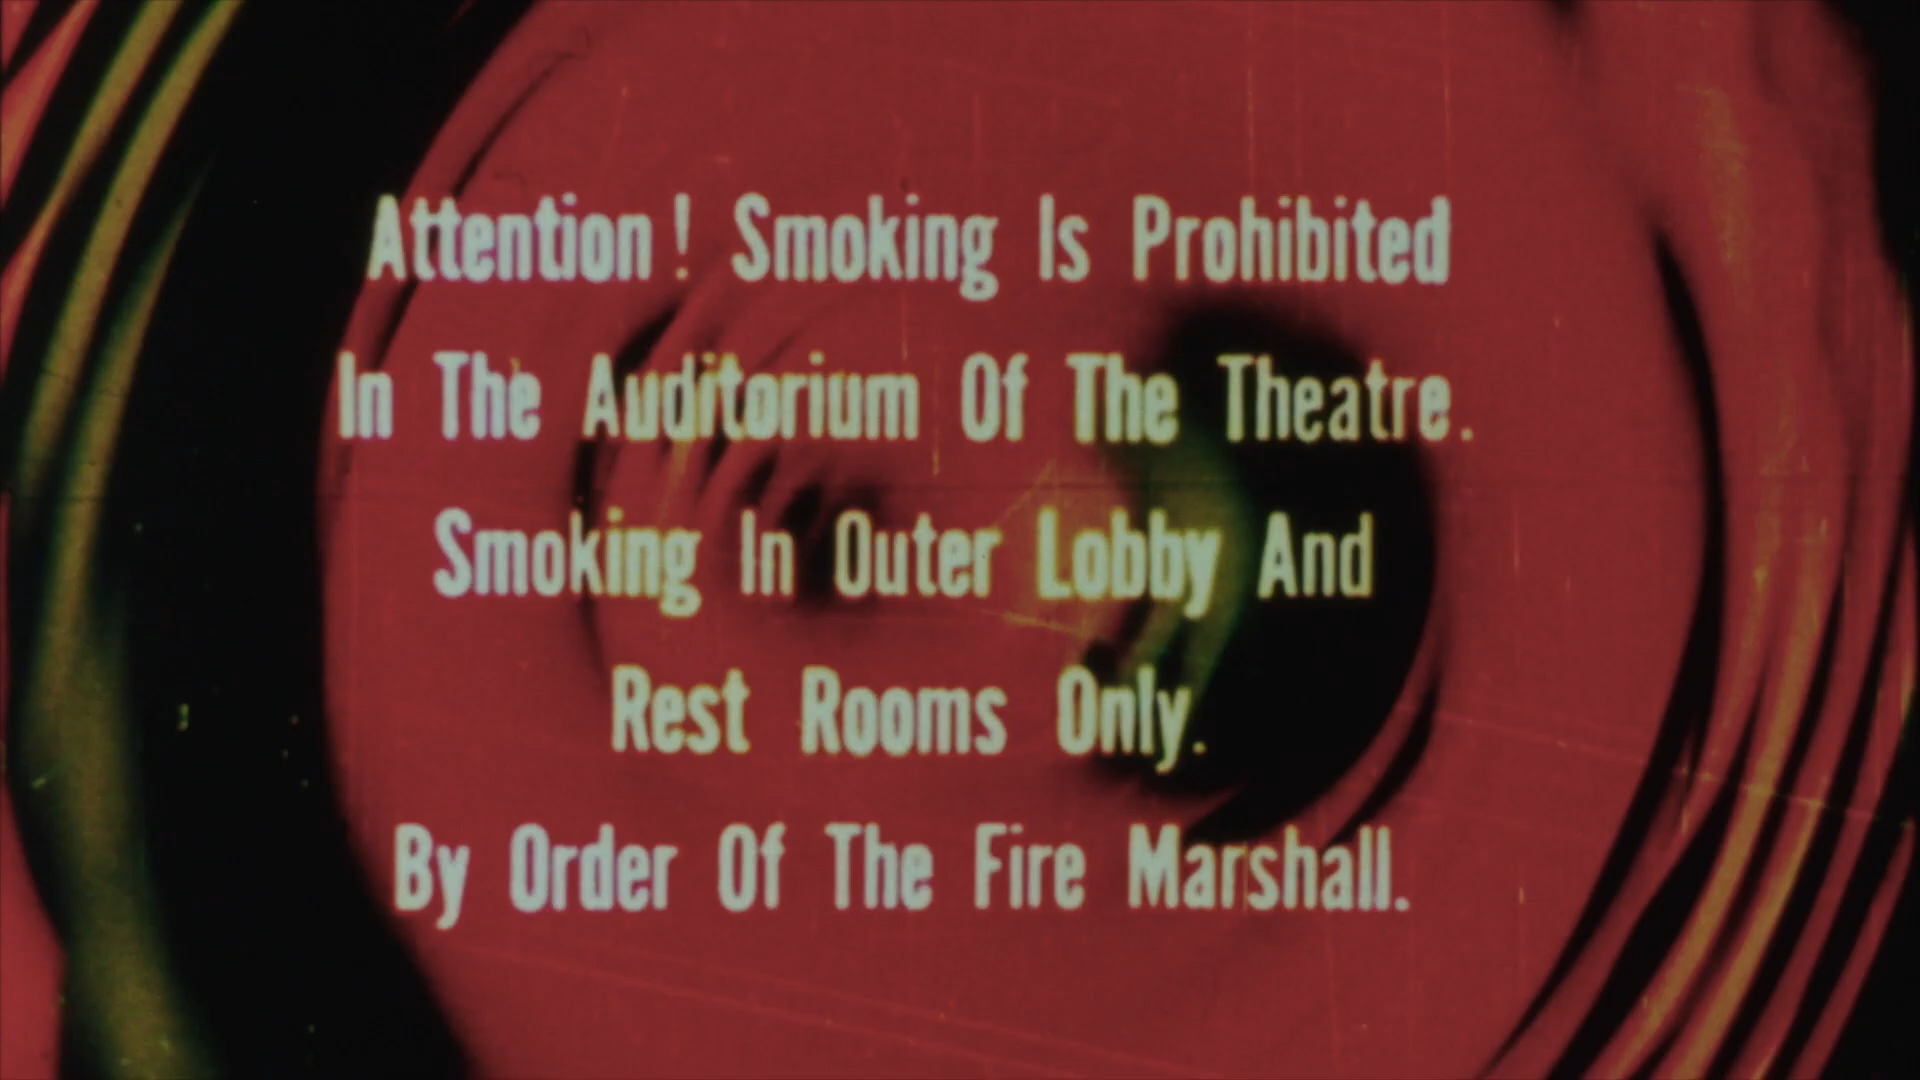 Attention! Smoking Is Prohibited
In The Auditorium Of The Theatre.
Smoking In Outer Lobby And
Rest Rooms Only.
By Order Of The Fire Marshall.